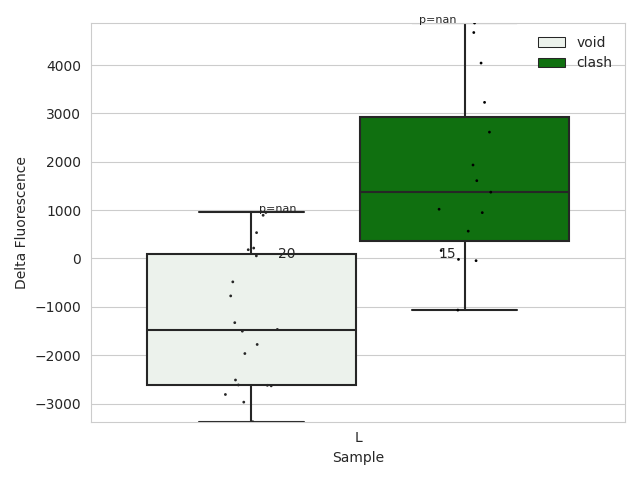 p=nan
void
clash
4000
3000
2000
1000
p=nan
0
20
15
−1000
−2000
−3000
Delta Fluorescence
L
Sample